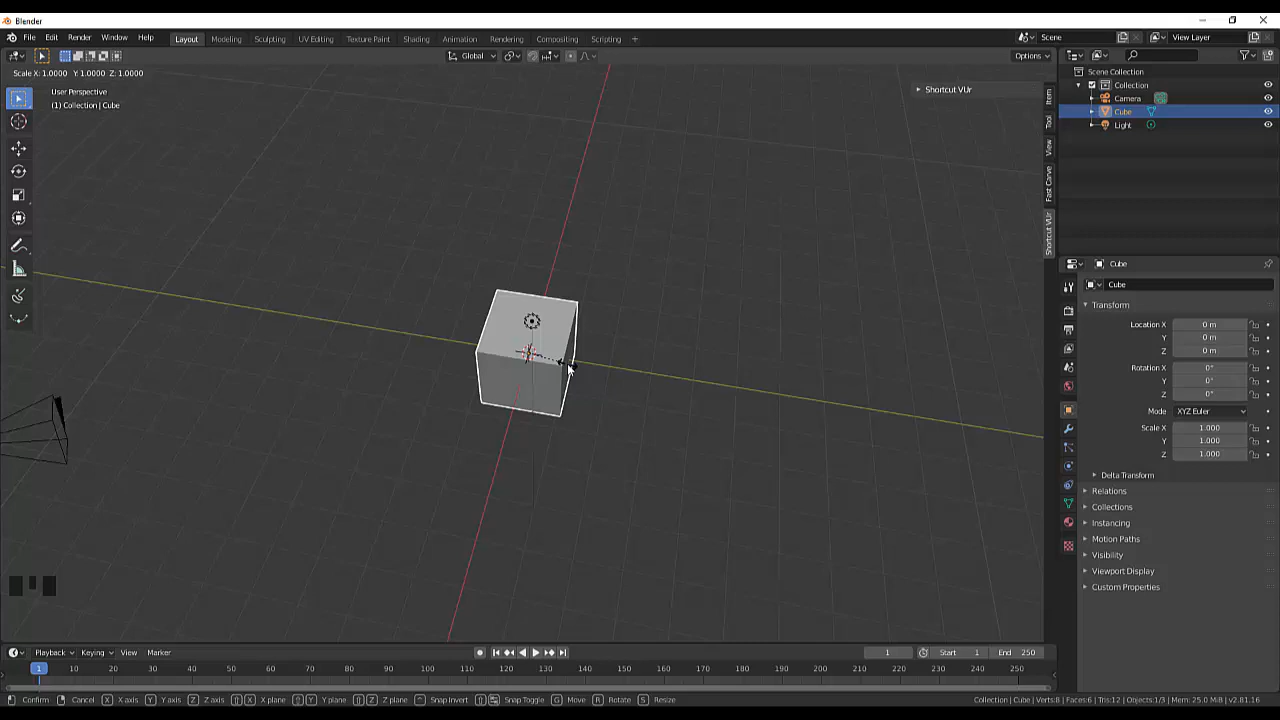 Blender
File Edit Render Window Help Layout Modeling Sculpting UV Editing Texture Paint Shading Animation Rendering Compositing Scripting + Scene View Layer
Global Options
Scale X: 1.0000 Y: 1.0000 Z: 1.0000
User Perspective
(1) Collection | Cube
Shortcut VUr
Item
Tool
View
Fast Carve
Shortcut VUr
Scene Collection
Collection
Camera
Cube
Light
Cube
Cube
Transform
Location X 0 m
Y 0 m
Z 0 m
Rotation X 0°
Y 0°
Z 0°
Mode XYZ Euler
Scale X 1.000
Y 1.000
Z 1.000
Delta Transform
Relations
Collections
Instancing
Motion Paths
Visibility
Viewport Display
Custom Properties
Playback Keying View Marker 1 Start 1 End 250
1 10 20 30 40 50 60 70 80 90 100 110 120 130 140 150 160 170 180 190 200 210 220 230 240 250
Confirm Cancel X X axis Y Y axis Z Z axis X X plane Y Y plane Z Z plane Snap Invert Snap Toggle G Move R Rotate S Resize Collection | Cube | Verts:8 | Faces:6 | Tris:12 | Objects:1/3 | Mem: 25.0 MiB | v2.81.16